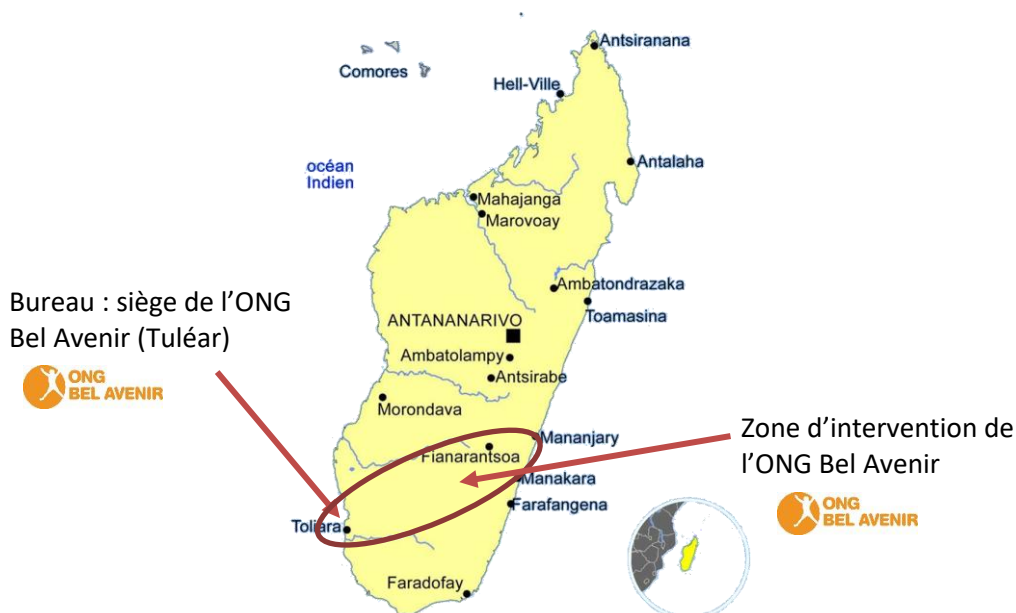 Antsiranana
Comores
Hell-Ville
océan
Indien
Antalaha
Mahajanga
Marovoay
Ambatondrazaka
Toamasina
Bureau : siège de l’ONG
Bel Avenir (Tuléar)
ONG
BEL AVENIR
ANTANANARIVO
Ambatolampy
Antsirabe
Morondava
Mananjary
Fianarantsoa
Zone d’intervention de
l’ONG Bel Avenir
Manakara
Farafangena
ONG
BEL AVENIR
Toliara
Faradofay